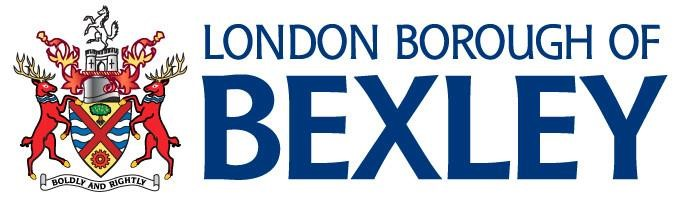 LONDON BOROUGH OF
BEXLEY
BOLDLY AND RIGHTLY